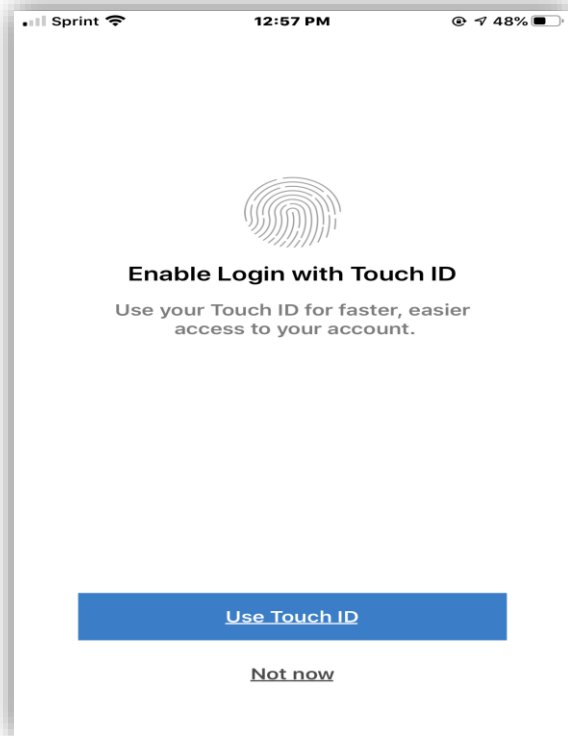 Sprint 12:57 PM 48%
Enable Login with Touch ID
Use your Touch ID for faster, easier
access to your account.
Use Touch ID
Not now